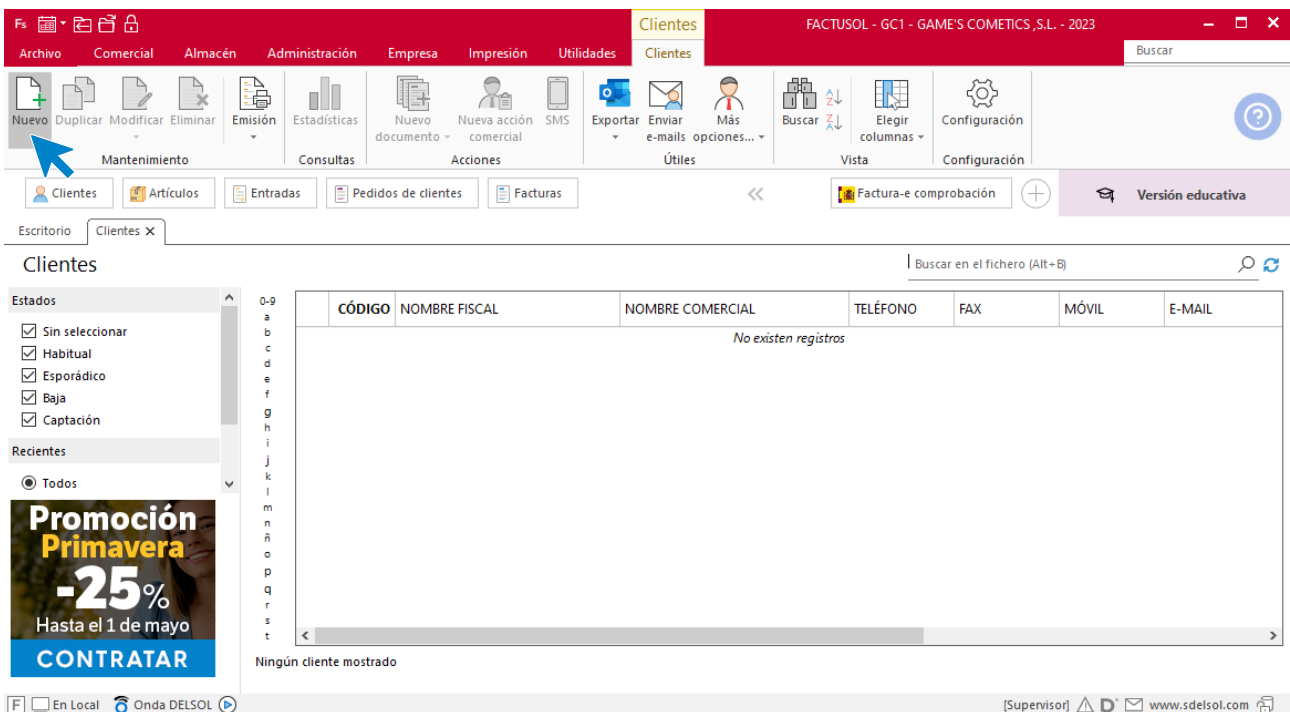 Fs
Clientes
FACTUSOL - GC1 - GAME'S COMETICS ,S.L. - 2023
Archivo Comercial Almacén Administración Empresa Impresión Utilidades Clientes
Buscar
Nuevo Duplicar Modificar Eliminar Emisión Estadísticas Nuevo documento Nueva acción comercial SMS Exportar Enviar e-mails Más opciones... Buscar Elegir columnas Configuración
Mantenimiento Consultas Acciones Útiles Vista Configuración
Clientes Artículos Entradas Pedidos de clientes Facturas Factura-e comprobación Versión educativa
Escritorio Clientes
Clientes
Buscar en el fichero (Alt+B)
Estados
Sin seleccionar
Habitual
Esporádico
Baja
Captación
Recientes
Todos
0-9
a
b
c
d
e
f
g
h
i
j
k
l
m
n
ñ
o
p
q
r
s
t
CÓDIGO NOMBRE FISCAL NOMBRE COMERCIAL TELÉFONO FAX MÓVIL E-MAIL
No existen registros
Promoción
Primavera
-25%
Hasta el 1 de mayo
CONTRATAR
Ningún cliente mostrado
F En Local Onda DELSOL [Supervisor] D www.sdelsol.com